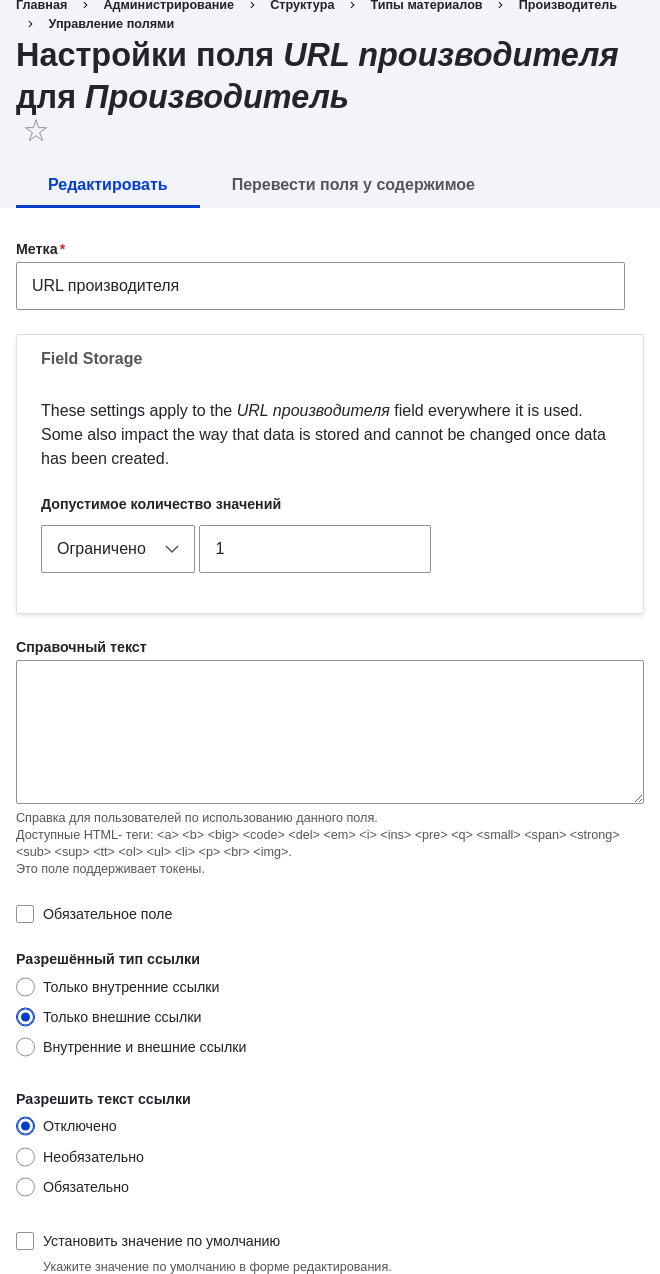 Главная > Администрирование > Структура > Типы материалов > Производитель
> Управление полями
Настройки поля URL производителя
для Производитель
Редактировать Перевести поля у содержимое
Метка*
URL производителя
Field Storage
These settings apply to the URL производителя field everywhere it is used.
Some also impact the way that data is stored and cannot be changed once data
has been created.
Допустимое количество значений
Ограничено 1
Справочный текст
Справка для пользователей по использованию данного поля.
Доступные HTML- теги: <a> <b> <big> <code> <del> <em> <i> <ins> <pre> <q> <small> <span> <strong>
<sub> <sup> <tt> <ol> <ul> <li> <p> <br> <img>.
Это поле поддерживает токены.
Обязательное поле
Разрешённый тип ссылки
Только внутренние ссылки
Только внешние ссылки
Внутренние и внешние ссылки
Разрешить текст ссылки
Отключено
Необязательно
Обязательно
Установить значение по умолчанию
Укажите значение по умолчанию в форме редактирования.